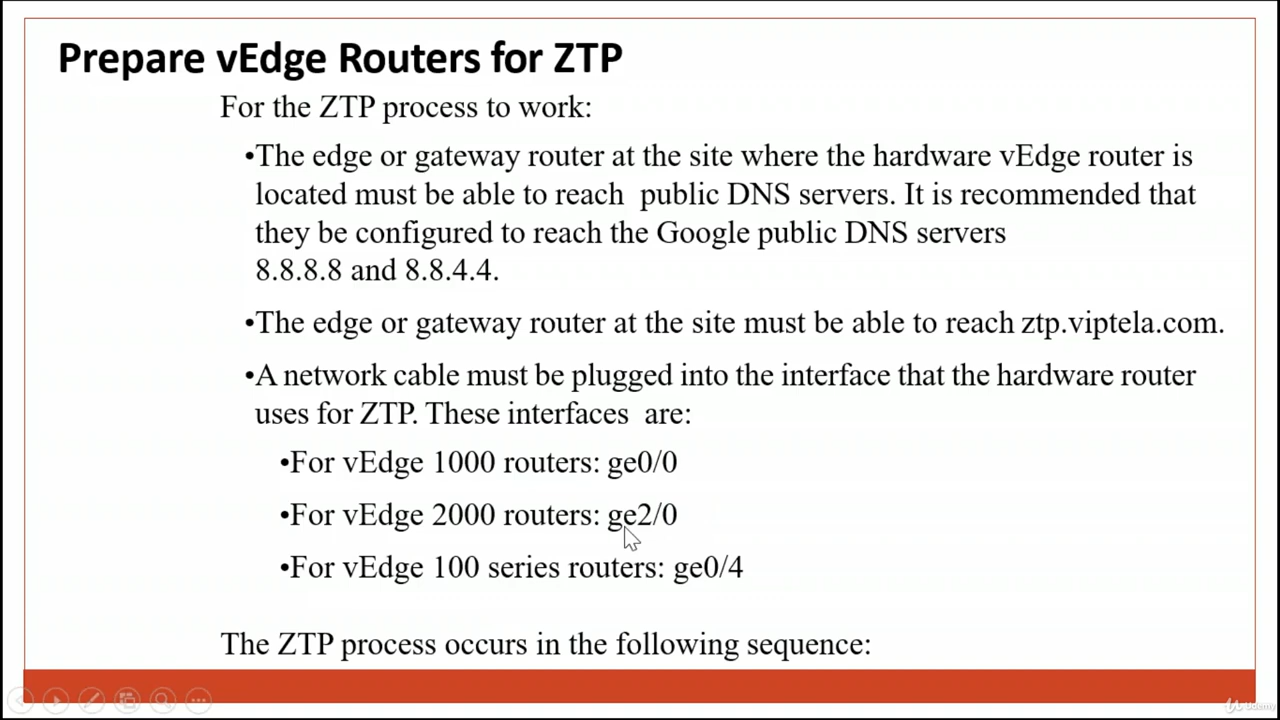 Prepare vEdge Routers for ZTP
For the ZTP process to work:
•The edge or gateway router at the site where the hardware vEdge router is
located must be able to reach  public DNS servers. It is recommended that
they be configured to reach the Google public DNS servers
8.8.8.8 and 8.8.4.4.
•The edge or gateway router at the site must be able to reach ztp.viptela.com.
•A network cable must be plugged into the interface that the hardware router
uses for ZTP. These interfaces  are:
•For vEdge 1000 routers: ge0/0
•For vEdge 2000 routers: ge2/0
•For vEdge 100 series routers: ge0/4
The ZTP process occurs in the following sequence:
Udemy